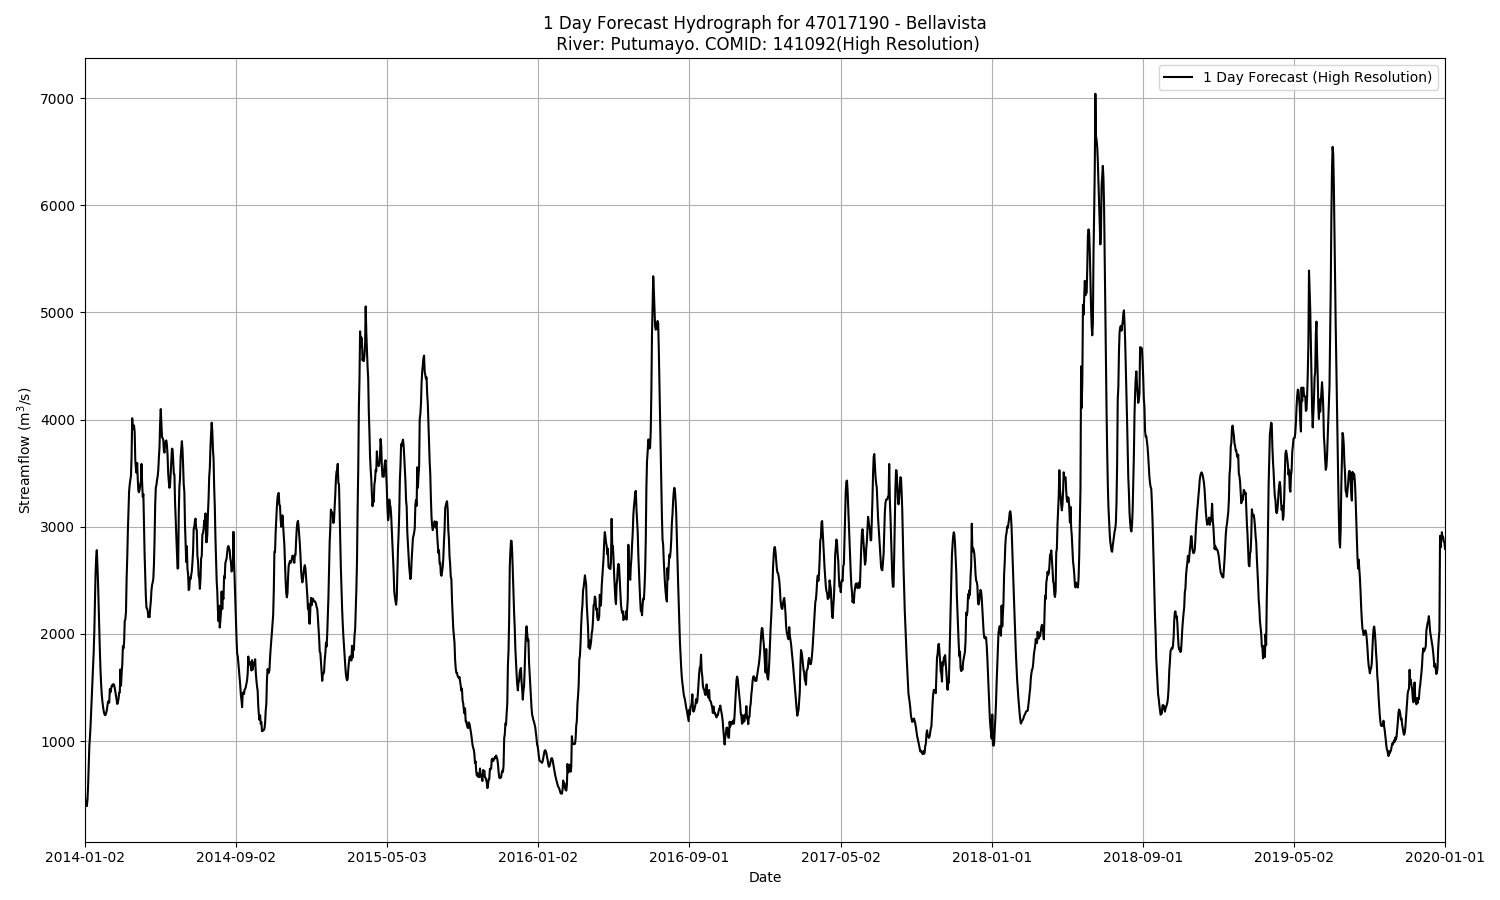 1 Day Forecast Hydrograph for 47017190 - Bellavista
River: Putumayo. COMID: 141092(High Resolution)
1 Day Forecast (High Resolution)
7000
6000
5000
4000
3000
2000
1000
Streamflow (m³/s)
2014-01-02 2014-09-02 2015-05-03 2016-01-02 2016-09-01 2017-05-02 2018-01-01 2018-09-01 2019-05-02 2020-01-01
Date